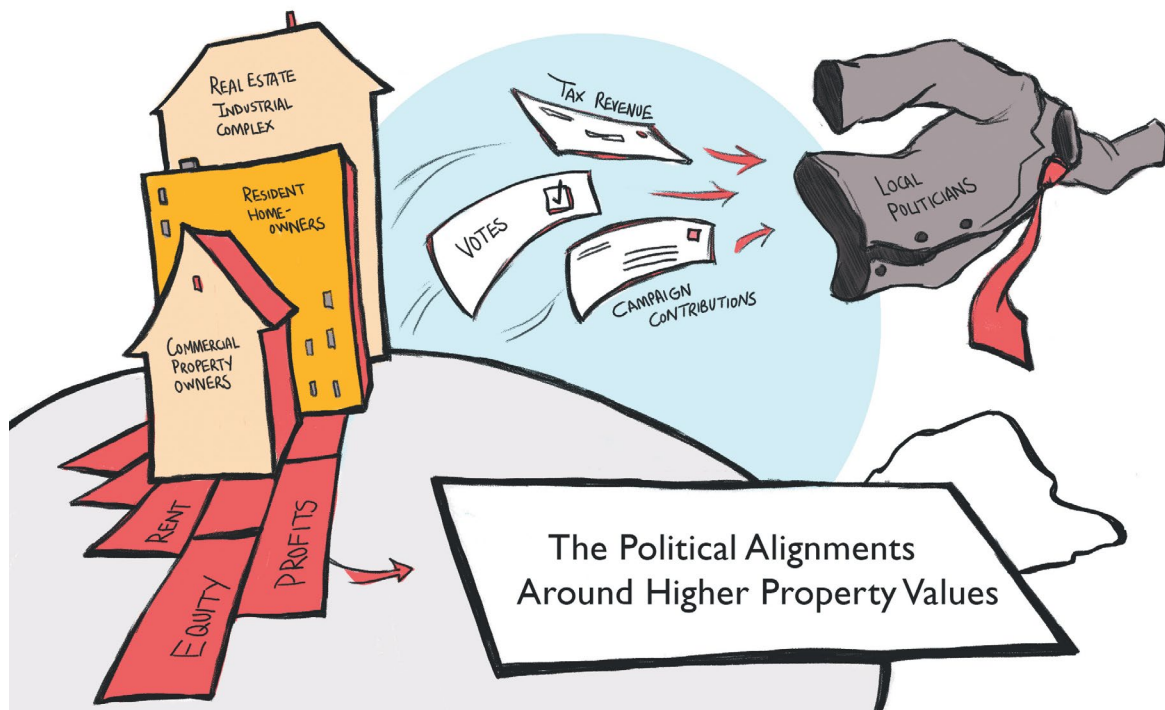 REAL ESTATE
INDUSTRIAL
COMPLEX
RESIDENT
HOME-
OWNERS
COMMERCIAL
PROPERTY
OWNERS
TAX REVENUE
VOTES
CAMPAIGN
CONTRIBUTIONS
LOCAL
POLITICIANS
RENT
EQUITY
PROFITS
The Political Alignments
Around Higher Property Values